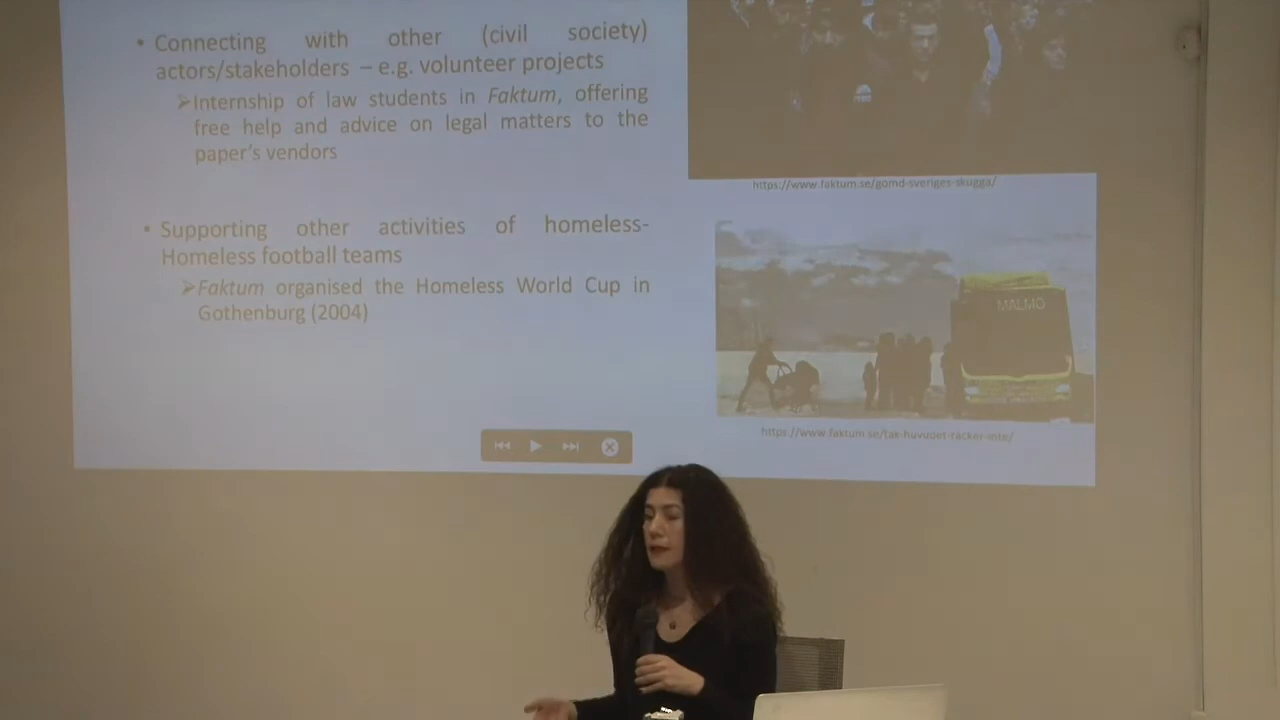 • Connecting with other (civil society)
actors/stakeholders – e.g. volunteer projects
➢Internship of law students in Faktum, offering
free help and advice on legal matters to the
paper's vendors
• Supporting other activities of homeless-
Homeless football teams
➢Faktum organised the Homeless World Cup in
Gothenburg (2004)
https://www.faktum.se/gomd-sveriges-skugga/
MALMÖ
https://www.faktum.se/tak-huvudet-racker-inte/